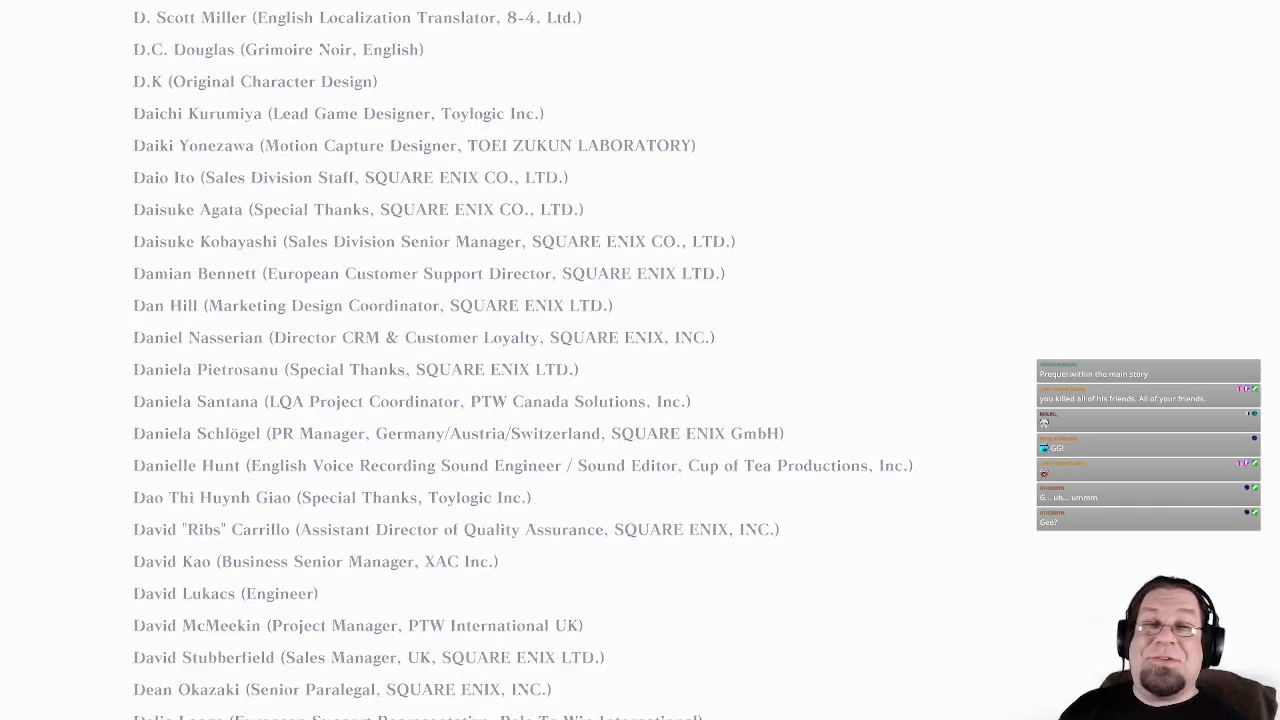 D. Scott Miller (English Localization Translator, 8-4, Ltd.)
D.C. Douglas (Grimoire Noir, English)
D.K (Original Character Design)
Daichi Kurumiya (Lead Game Designer, Toylogic Inc.)
Daiki Yonezawa (Motion Capture Designer, TOEI ZUKUN LABORATORY)
Daio Ito (Sales Division Staff, SQUARE ENIX CO., LTD.)
Daisuke Agata (Special Thanks, SQUARE ENIX CO., LTD.)
Daisuke Kobayashi (Sales Division Senior Manager, SQUARE ENIX CO., LTD.)
Damian Bennett (European Customer Support Director, SQUARE ENIX LTD.)
Dan Hill (Marketing Design Coordinator, SQUARE ENIX LTD.)
Daniel Nasserian (Director CRM & Customer Loyalty, SQUARE ENIX, INC.)
Daniela Pietrosanu (Special Thanks, SQUARE ENIX LTD.)
Daniela Santana (LQA Project Coordinator, PTW Canada Solutions, Inc.)
Daniela Schlögel (PR Manager, Germany/Austria/Switzerland, SQUARE ENIX GmbH)
Danielle Hunt (English Voice Recording Sound Engineer / Sound Editor, Cup of Tea Productions, Inc.)
Dao Thi Huynh Giao (Special Thanks, Toylogic Inc.)
David "Ribs" Carrillo (Assistant Director of Quality Assurance, SQUARE ENIX, INC.)
David Kao (Business Senior Manager, XAC Inc.)
David Lukacs (Engineer)
David McMeekin (Project Manager, PTW International UK)
David Stubberfield (Sales Manager, UK, SQUARE ENIX LTD.)
Dean Okazaki (Senior Paralegal, SQUARE ENIX, INC.)
Prequel within the main story
you killed all of his friends. All of your friends.
GG!
G... uh... ummm
Gee?